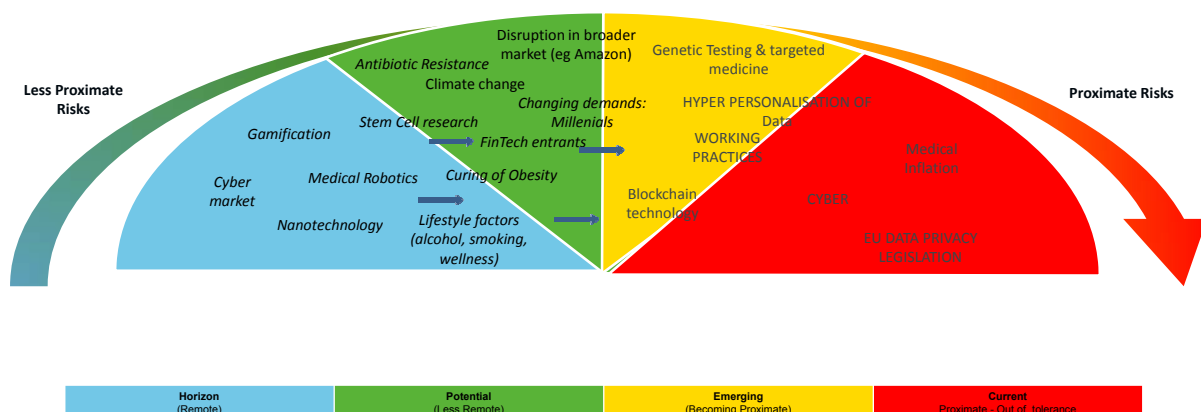 Less Proximate
Risks
Proximate Risks
Gamification
Cyber
market
Medical Robotics
Nanotechnology
Lifestyle factors
(alcohol, smoking,
wellness)
Disruption in broader
market (eg Amazon)
Antibiotic Resistance
Climate change
Stem Cell research
Changing demands:
Millenials
FinTech entrants
Curing of Obesity
Genetic Testing & targeted
medicine
HYPER PERSONALISATION OF
Data
WORKING
PRACTICES
Blockchain
technology
Medical
Inflation
CYBER
EU DATA PRIVACY
LEGISLATION
Horizon
(Remote)
Potential
(Less Remote)
Emerging
(Becoming Proximate)
Current
Proximate - Out of tolerance